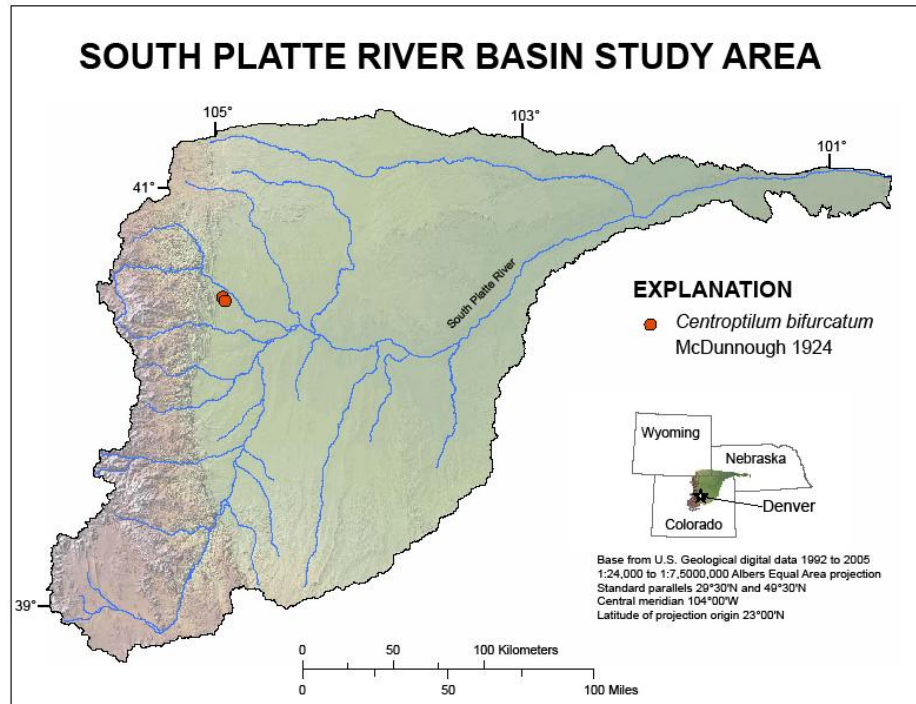 SOUTH PLATTE RIVER BASIN STUDY AREA
105°
103°
101°
41°
South Platte River
EXPLANATION
Centroptilum bifurcatum
McDunnough 1924
Wyoming
Nebraska
Denver
Colorado
Base from U.S. Geological digital data 1992 to 2005
1:24,000 to 1:7,5000,000 Albers Equal Area projection
Standard parallels 29°30'N and 49°30'N
Central meridian 104°00'W
Latitude of projection origin 23°00'N
39°
0 50 100 Kilometers
0 50 100 Miles